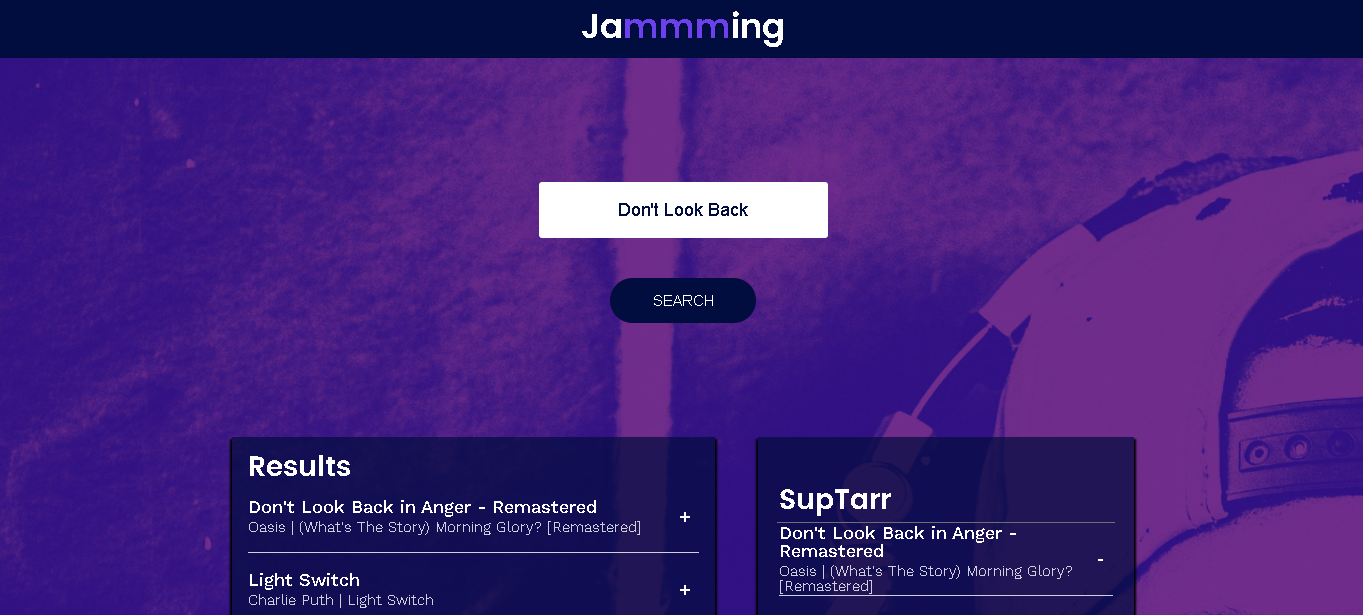 Jammming
Don't Look Back
SEARCH
Results
Don't Look Back in Anger - Remastered
Oasis | (What's The Story) Morning Glory? [Remastered]
+
Light Switch
Charlie Puth | Light Switch
+
SupTarr
Don't Look Back in Anger -
Remastered
Oasis | (What's The Story) Morning Glory?
[Remastered]
-